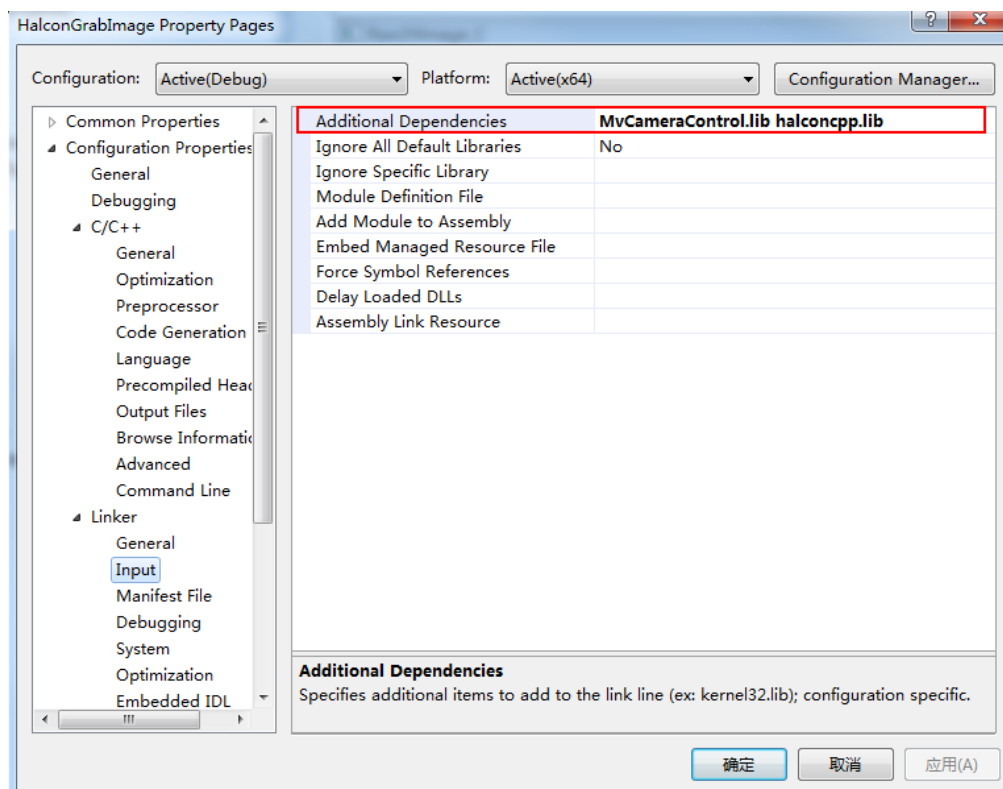 HalconGrabImage Property Pages
Configuration: Active(Debug) Platform: Active(x64) Configuration Manager...
Common Properties
Configuration Properties
General
Debugging
C/C++
General
Optimization
Preprocessor
Code Generation
Language
Precompiled Head
Output Files
Browse Informatio
Advanced
Command Line
Linker
General
Input
Manifest File
Debugging
System
Optimization
Embedded IDL
Additional Dependencies MvCameraControl.lib halconcpp.lib
Ignore All Default Libraries No
Ignore Specific Library
Module Definition File
Add Module to Assembly
Embed Managed Resource File
Force Symbol References
Delay Loaded DLLs
Assembly Link Resource
Additional Dependencies
Specifies additional items to add to the link line (ex: kernel32.lib); configuration specific.
确定 取消 应用(A)